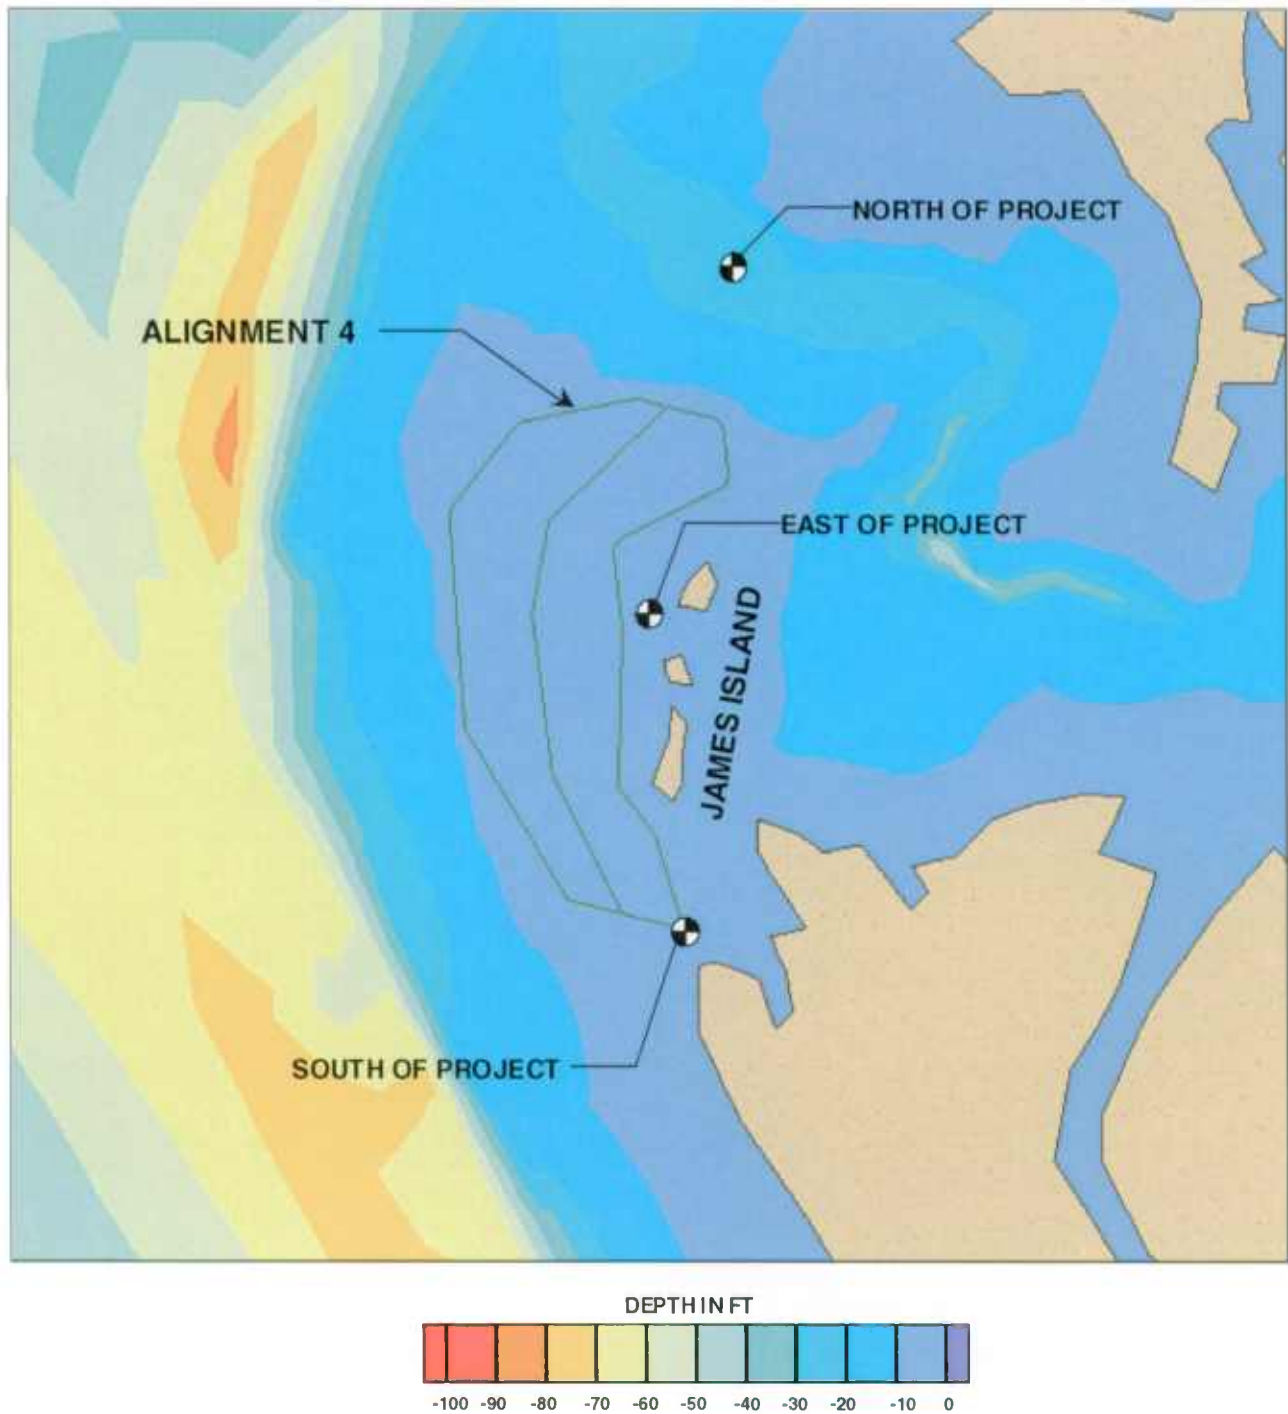 NORTH OF PROJECT
ALIGNMENT 4
EAST OF PROJECT
JAMES ISLAND
SOUTH OF PROJECT
DEPTH IN FT
-100 -90 -80 -70 -60 -50 -40 -30 -20 -10 0